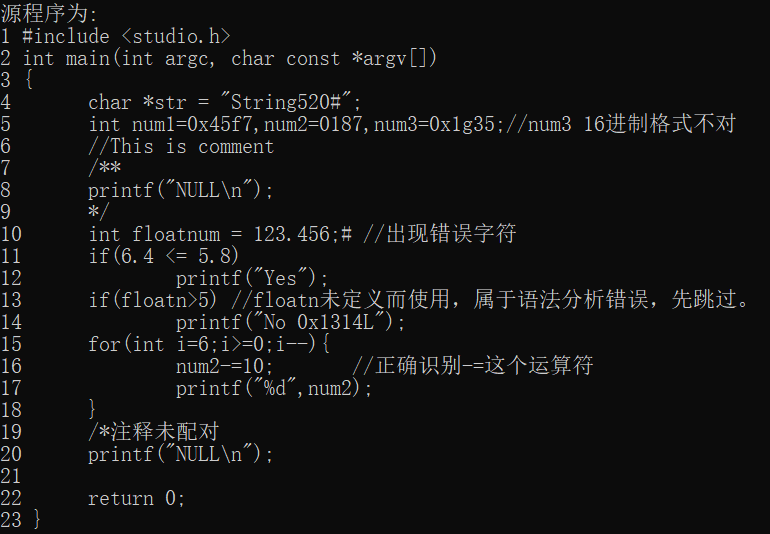 源程序为:
1 #include <studio.h>
2 int main(int argc, char const *argv[])
3 {
4 char *str = "String520#";
5 int num1=0x45f7,num2=0187,num3=0x1g35;//num3 16进制格式不对
6 //This is comment
7 /**
8 printf("NULL\n");
9 */
10 int floatnum = 123.456;# //出现错误字符
11 if(6.4 <= 5.8)
12 printf("Yes");
13 if(floatn>5) //floatn未定义而使用，属于语法分析错误，先跳过。
14 printf("No 0x1314L");
15 for(int i=6;i>=0;i--){
16 num2-=10; //正确识别-=这个运算符
17 printf("%d",num2);
18 }
19 /*注释未配对
20 printf("NULL\n");
21
22 return 0;
23 }